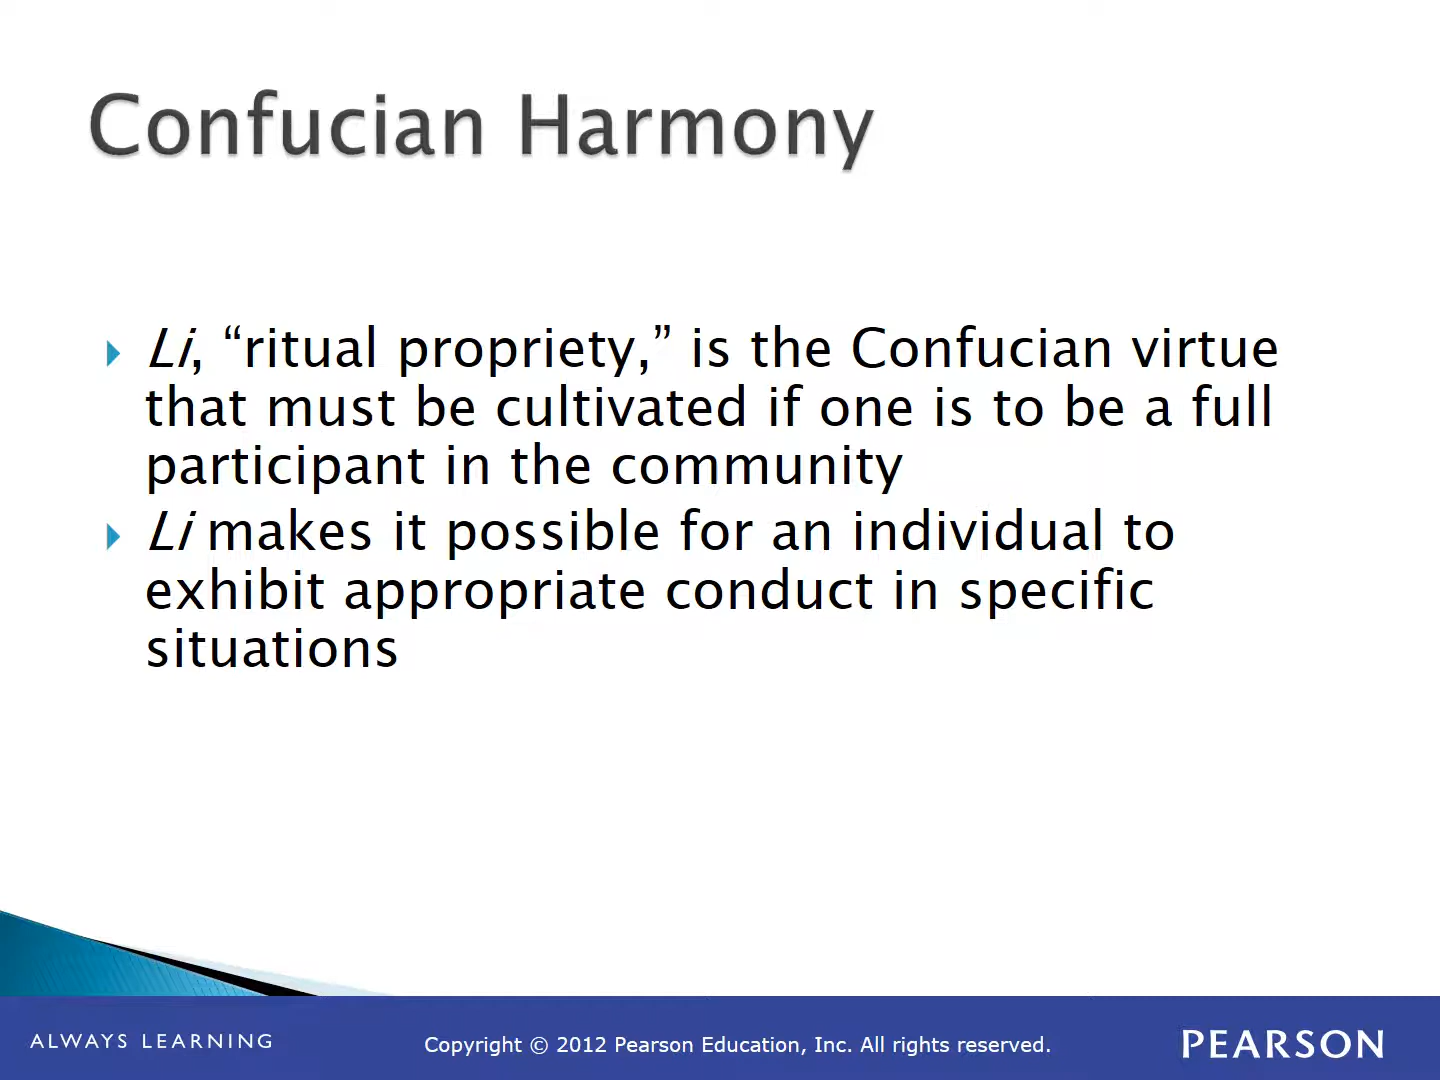 Confucian Harmony
Li, “ritual propriety,” is the Confucian virtue
that must be cultivated if one is to be a full
participant in the community
Li makes it possible for an individual to
exhibit appropriate conduct in specific
situations
ALWAYS LEARNING
Copyright © 2012 Pearson Education, Inc. All rights reserved.
PEARSON